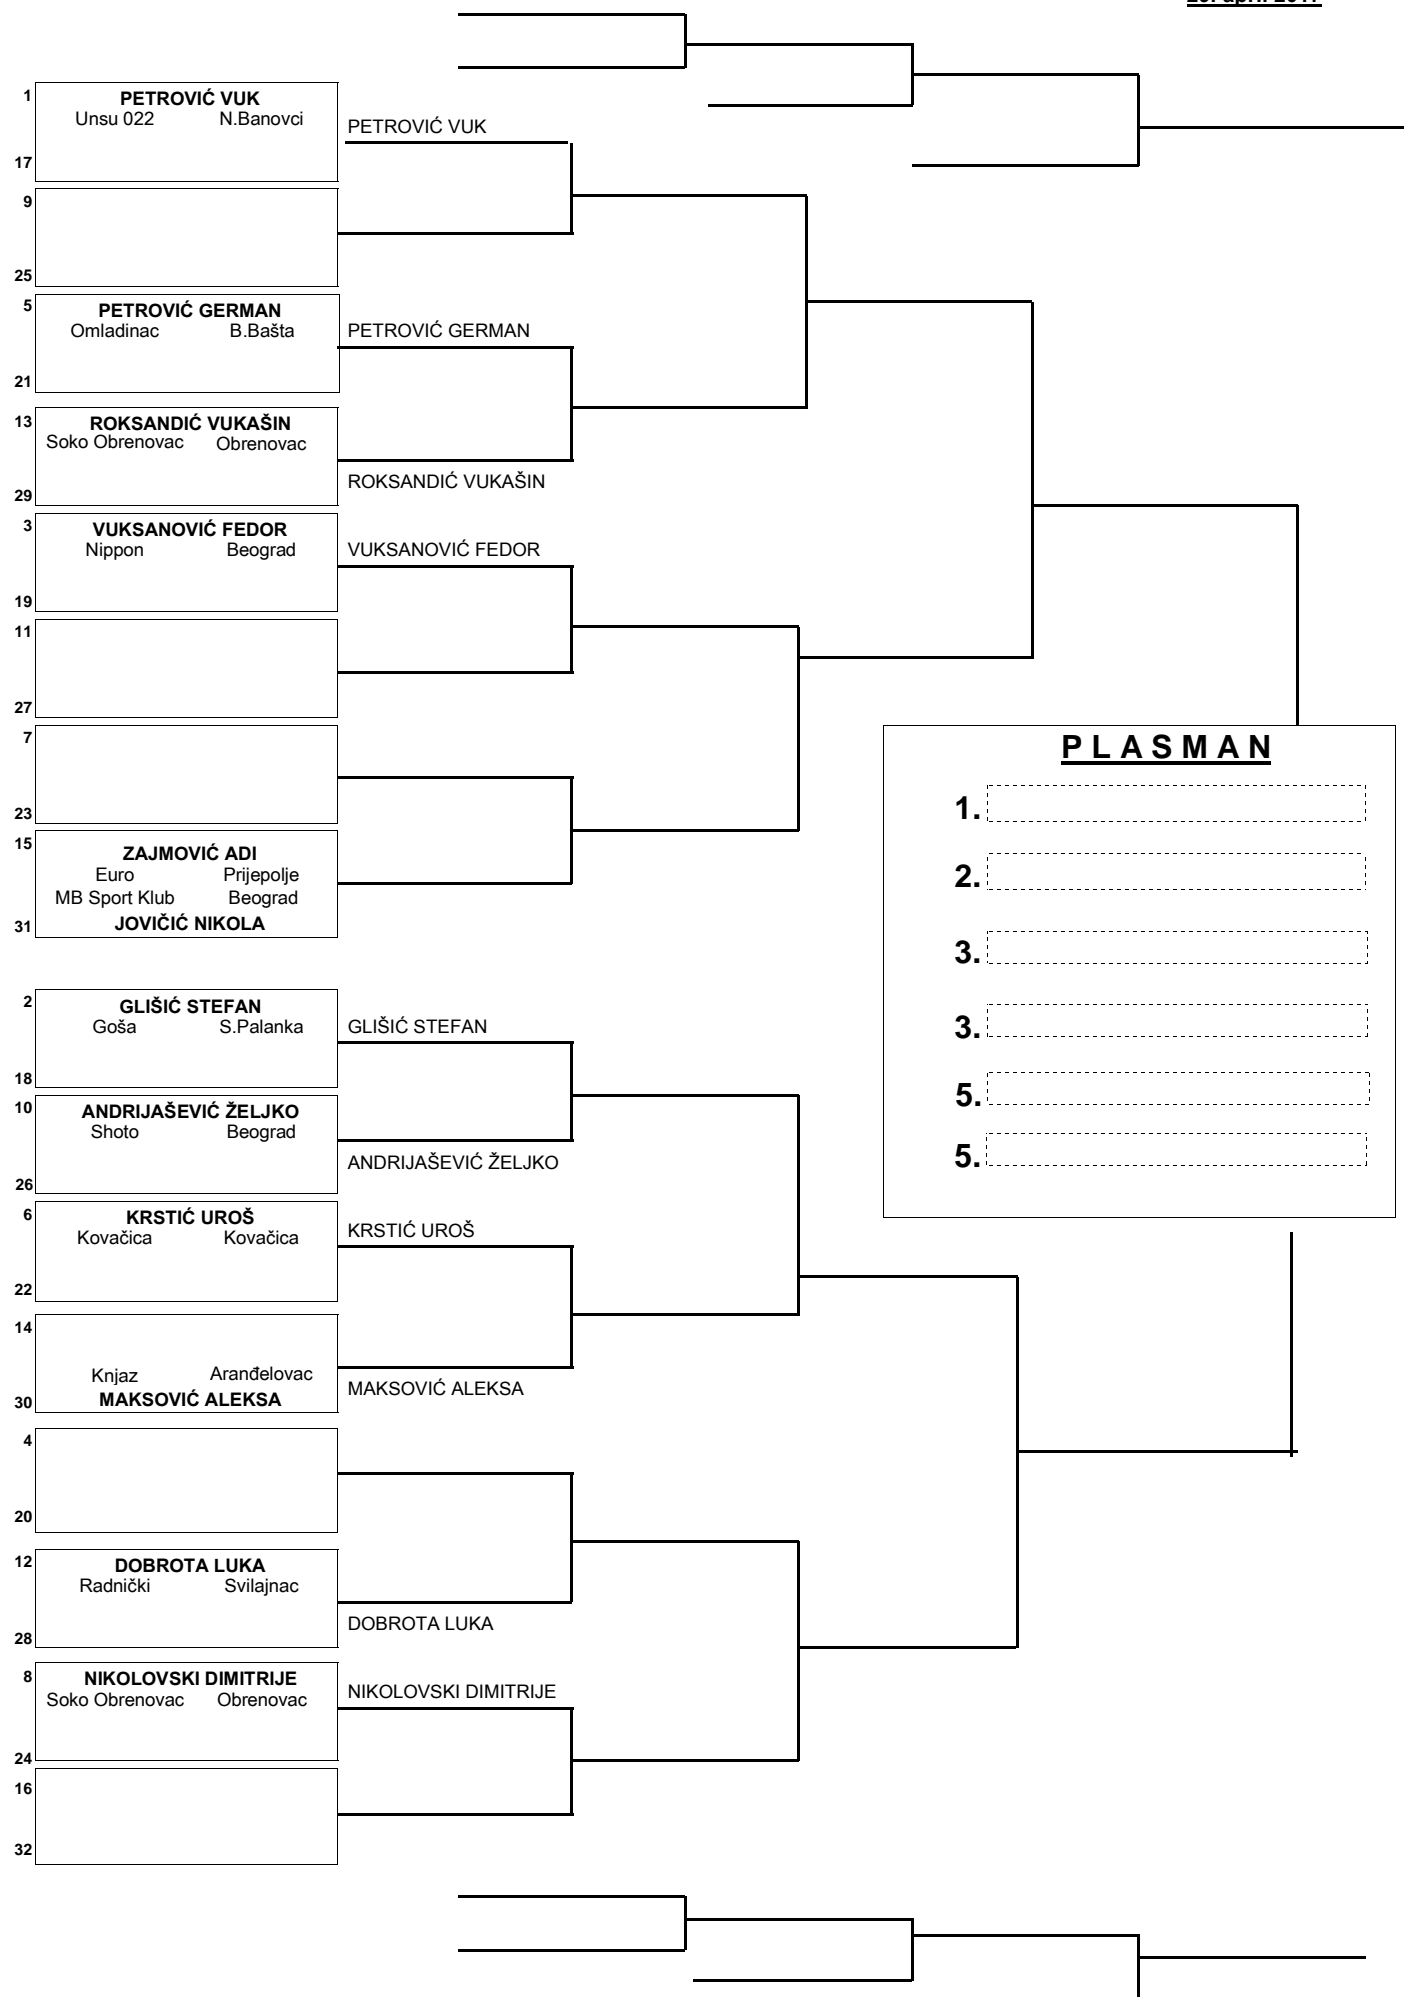 1
PETROVIĆ VUK
Unsu 022 N.Banovci
PETROVIĆ VUK
17
9
25
5
PETROVIĆ GERMAN
Omladinac B.Bašta
PETROVIĆ GERMAN
21
13
ROKSANDIĆ VUKAŠIN
Soko Obrenovac Obrenovac
29
ROKSANDIĆ VUKAŠIN
3
VUKSANOVIĆ FEDOR
Nippon Beograd
VUKSANOVIĆ FEDOR
19
11
27
7
23
15
ZAJMOVIĆ ADI
Euro Prijepolje
MB Sport Klub Beograd
31
JOVIČIĆ NIKOLA
PLASMAN
1.
2.
3.
3.
5.
5.
2
GLIŠIĆ STEFAN
Goša S.Palanka
GLIŠIĆ STEFAN
18
10
ANDRIJAŠEVIĆ ŽELJKO
Shoto Beograd
ANDRIJAŠEVIĆ ŽELJKO
26
6
KRSTIĆ UROŠ
Kovačica Kovačica
KRSTIĆ UROŠ
22
14
Knjaz Aranđelovac
30
MAKSOVIĆ ALEKSA
MAKSOVIĆ ALEKSA
4
20
12
DOBROTA LUKA
Radnički Svilajnac
28
DOBROTA LUKA
8
NIKOLOVSKI DIMITRIJE
Soko Obrenovac Obrenovac
NIKOLOVSKI DIMITRIJE
24
16
32